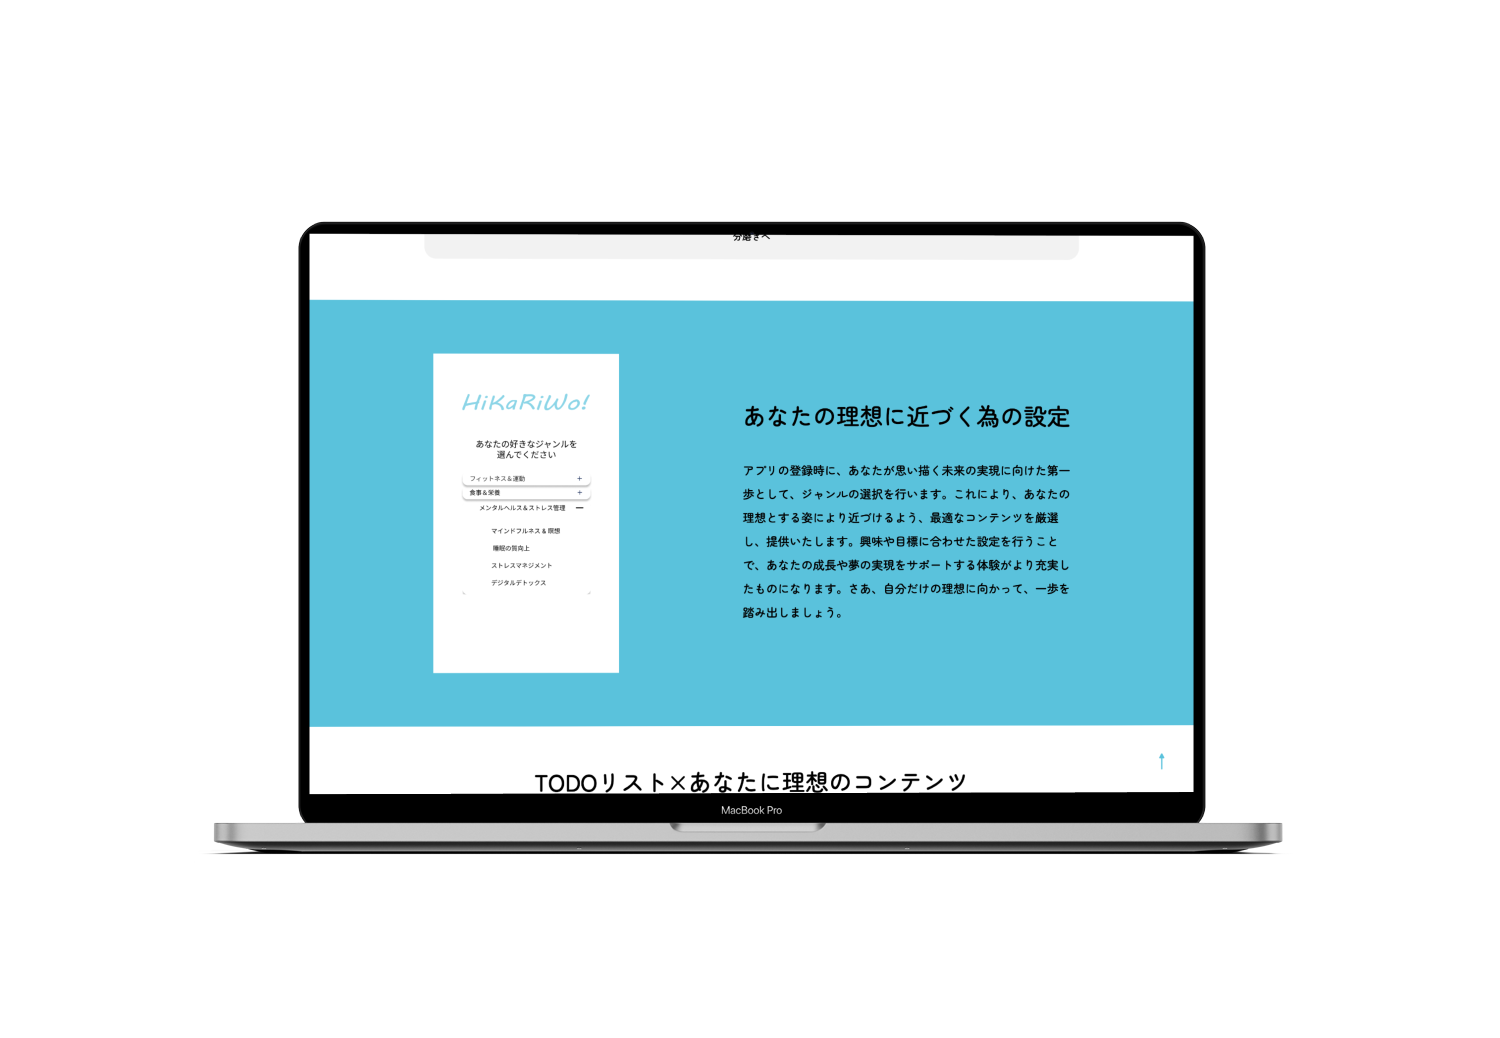 分磨きへ
HiKaRiWo!
あなたの好きなジャンルを
選んでください
フィットネス＆運動 +
食事＆栄養 +
メンタルヘルス＆ストレス管理 —
マインドフルネス & 瞑想
睡眠の質向上
ストレスマネジメント
デジタルデトックス
あなたの理想に近づく為の設定
アプリの登録時に、あなたが思い描く未来の実現に向けた第一
歩として、ジャンルの選択を行います。これにより、あなたの
理想とする姿により近づけるよう、最適なコンテンツを厳選
し、提供いたします。興味や目標に合わせた設定を行うこと
で、あなたの成長や夢の実現をサポートする体験がより充実し
たものになります。さあ、自分だけの理想に向かって、一歩を
踏み出しましょう。
↑
TODOリスト×あなたに理想のコンテンツ
MacBook Pro